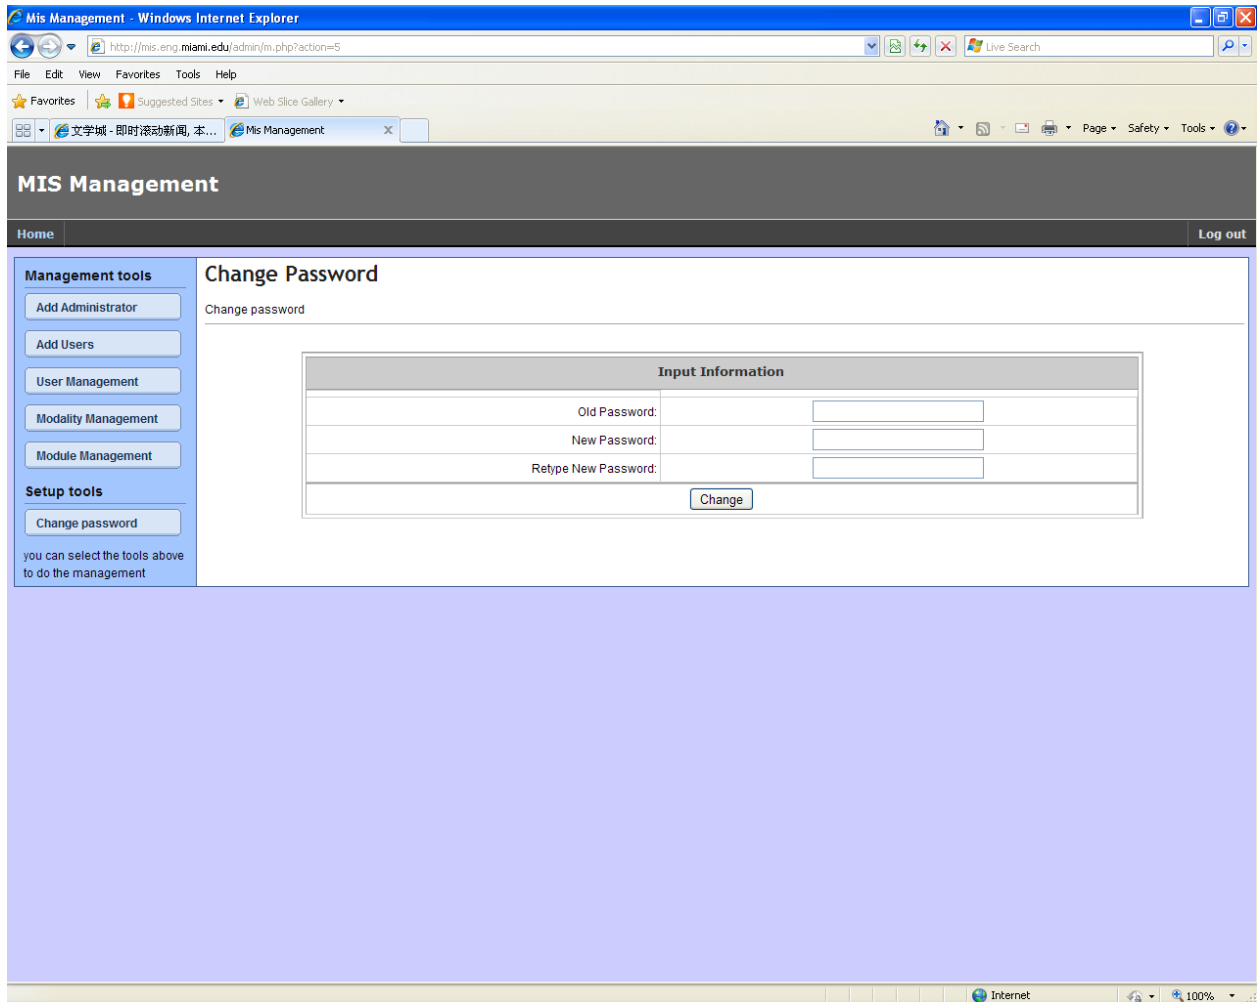 Mis Management - Windows Internet Explorer
http://mis.eng.miami.edu/admin/m.php?action=5
Live Search
File Edit View Favorites Tools Help
Favorites Suggested Sites Web Slice Gallery
文学城 - 即时滚动新闻, 本... Mis Management x Page Safety Tools
MIS Management
Home Log out
Management tools
Add Administrator
Add Users
User Management
Modality Management
Module Management
Setup tools
Change password
you can select the tools above
to do the management
Change Password
Change password
Input Information
Old Password:
New Password:
Retype New Password:
Change
Internet 100%